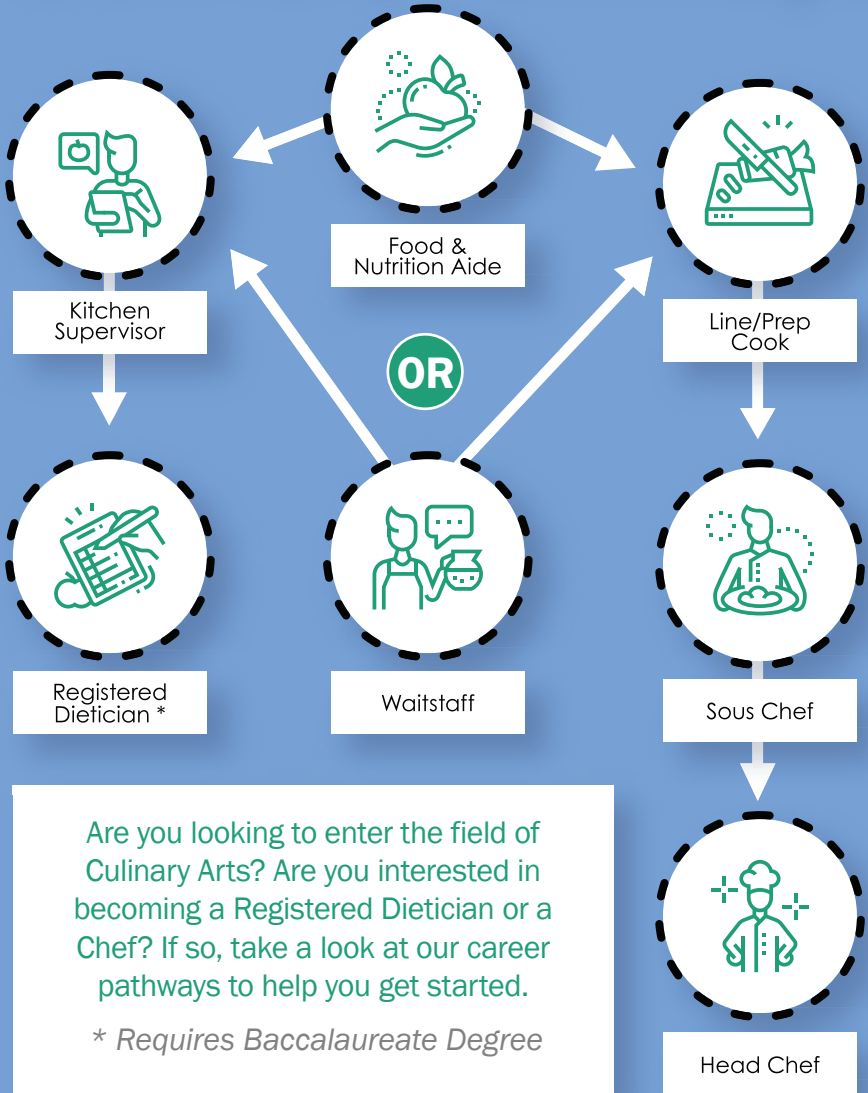 Food &
Nutrition Aide
Kitchen
Supervisor
Line/Prep
Cook
OR
Registered
Dietician *
Waitstaff
Sous Chef
Are you looking to enter the field of
Culinary Arts? Are you interested in
becoming a Registered Dietician or a
Chef? If so, take a look at our career
pathways to help you get started.
* Requires Baccalaureate Degree
Head Chef